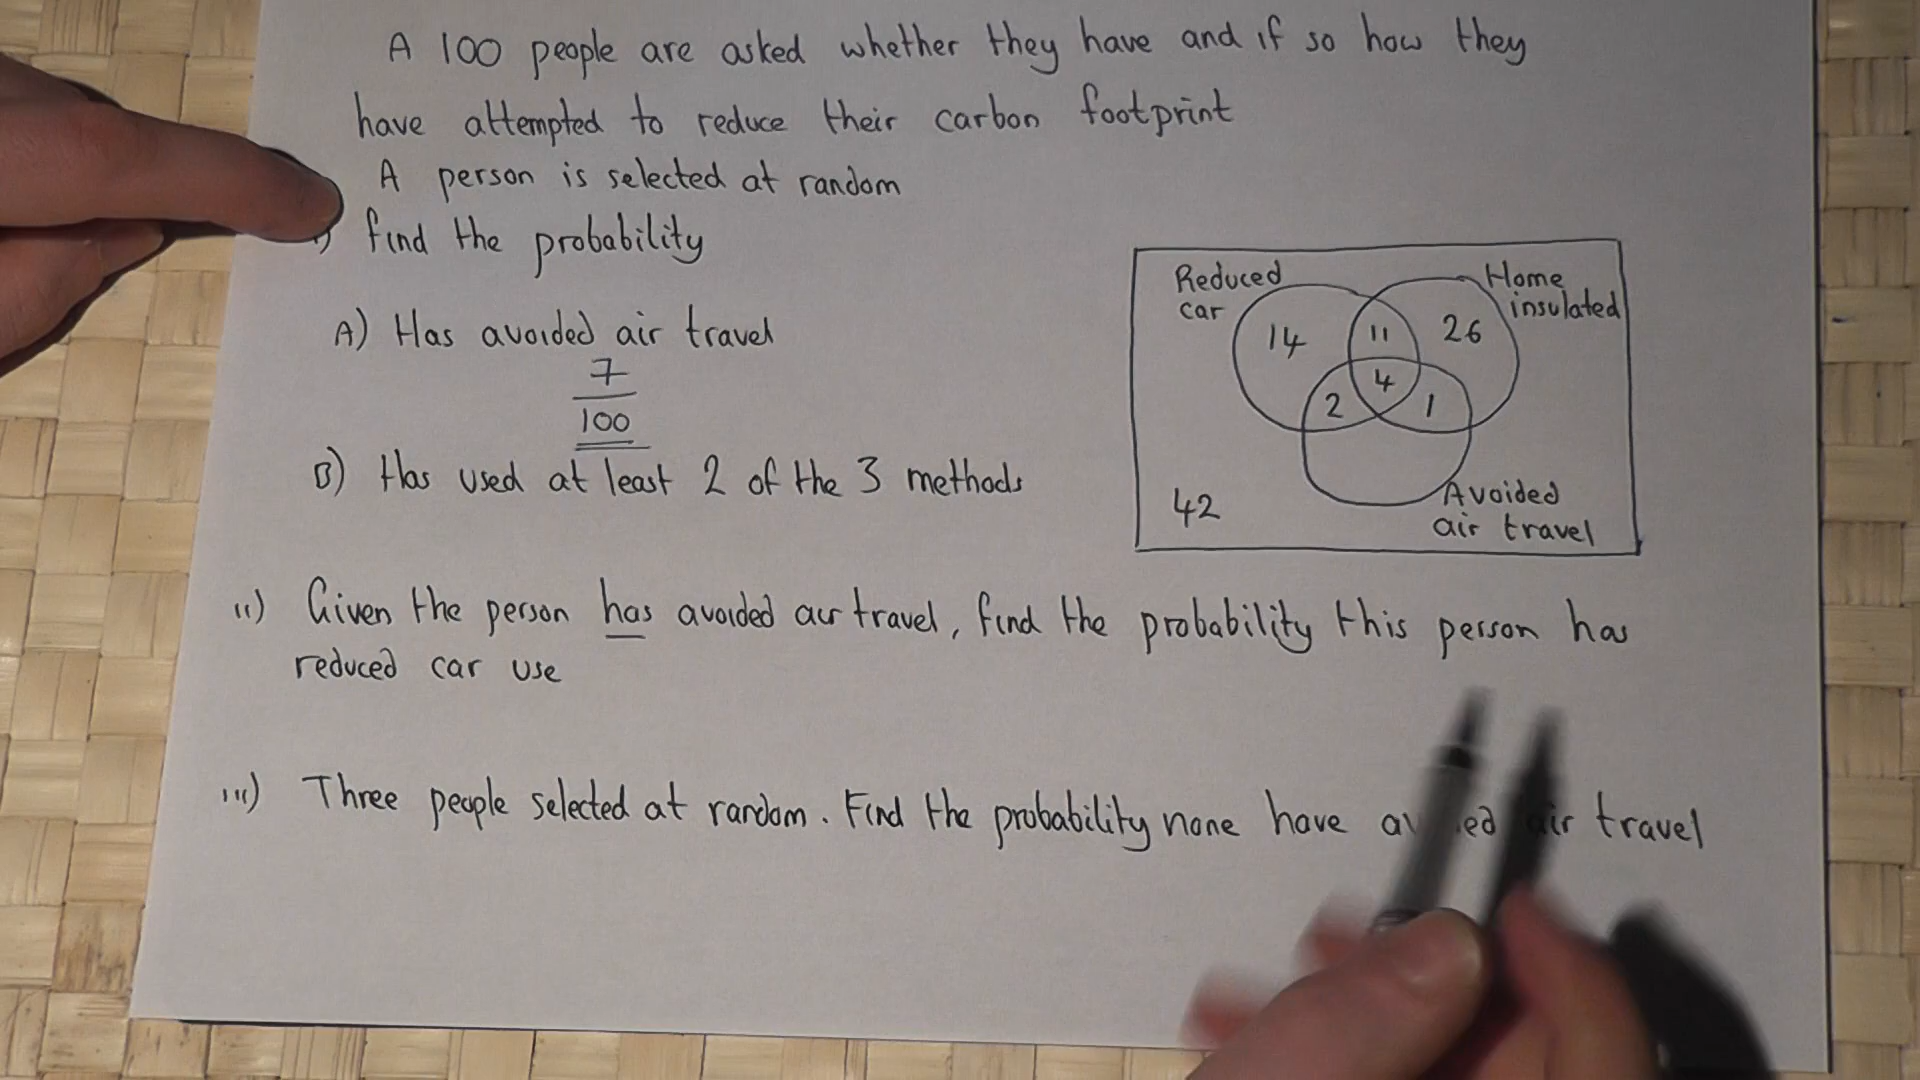 A 100 people are asked whether they have and if so how they
have attempted to reduce their carbon footprint
A person is selected at random
find the probability
A) Has avoided air travel
7
100
B) Has used at least 2 of the 3 methods
Reduced
car
Home
insulated
14
11
26
4
2
1
42
Avoided
air travel
ii) Given the person has avoided air travel, find the probability this person has
reduced car use
iii) Three people selected at random. Find the probability none have air travel